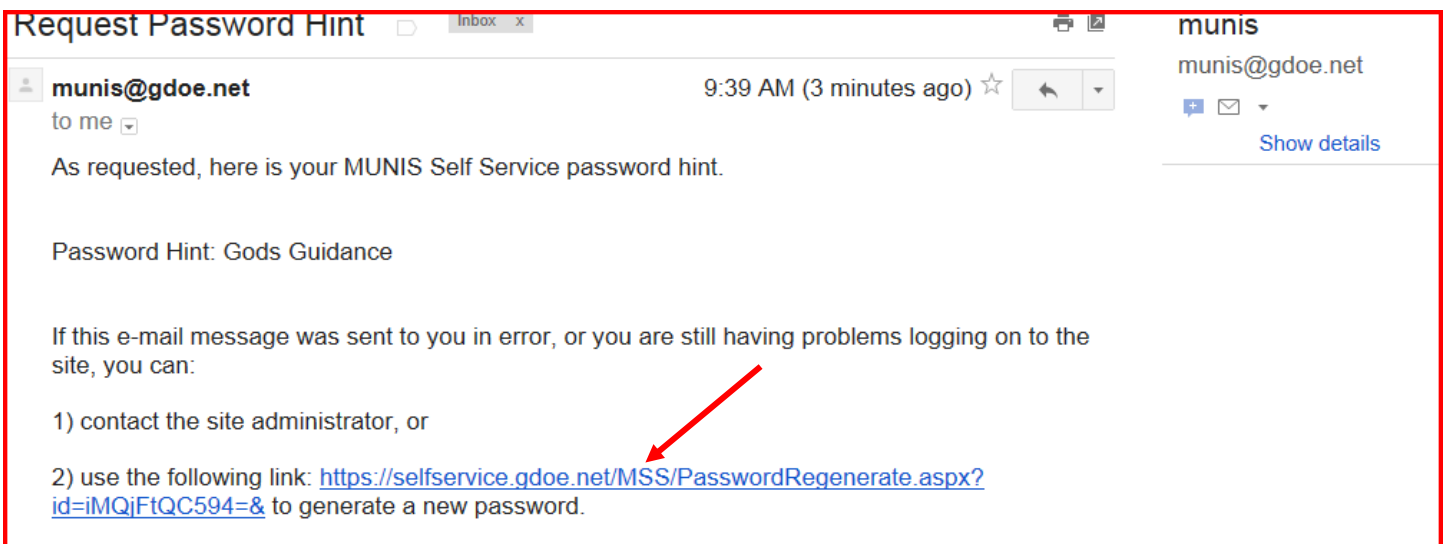 Request Password Hint
Inbox x
munis@gdoe.net
9:39 AM (3 minutes ago)
to me
As requested, here is your MUNIS Self Service password hint.
Password Hint: Gods Guidance
If this e-mail message was sent to you in error, or you are still having problems logging on to the
site, you can:
1) contact the site administrator, or
2) use the following link: https://selfservice.gdoe.net/MSS/PasswordRegenerate.aspx?
id=iMQjFtQC594=& to generate a new password.
munis
munis@gdoe.net
Show details